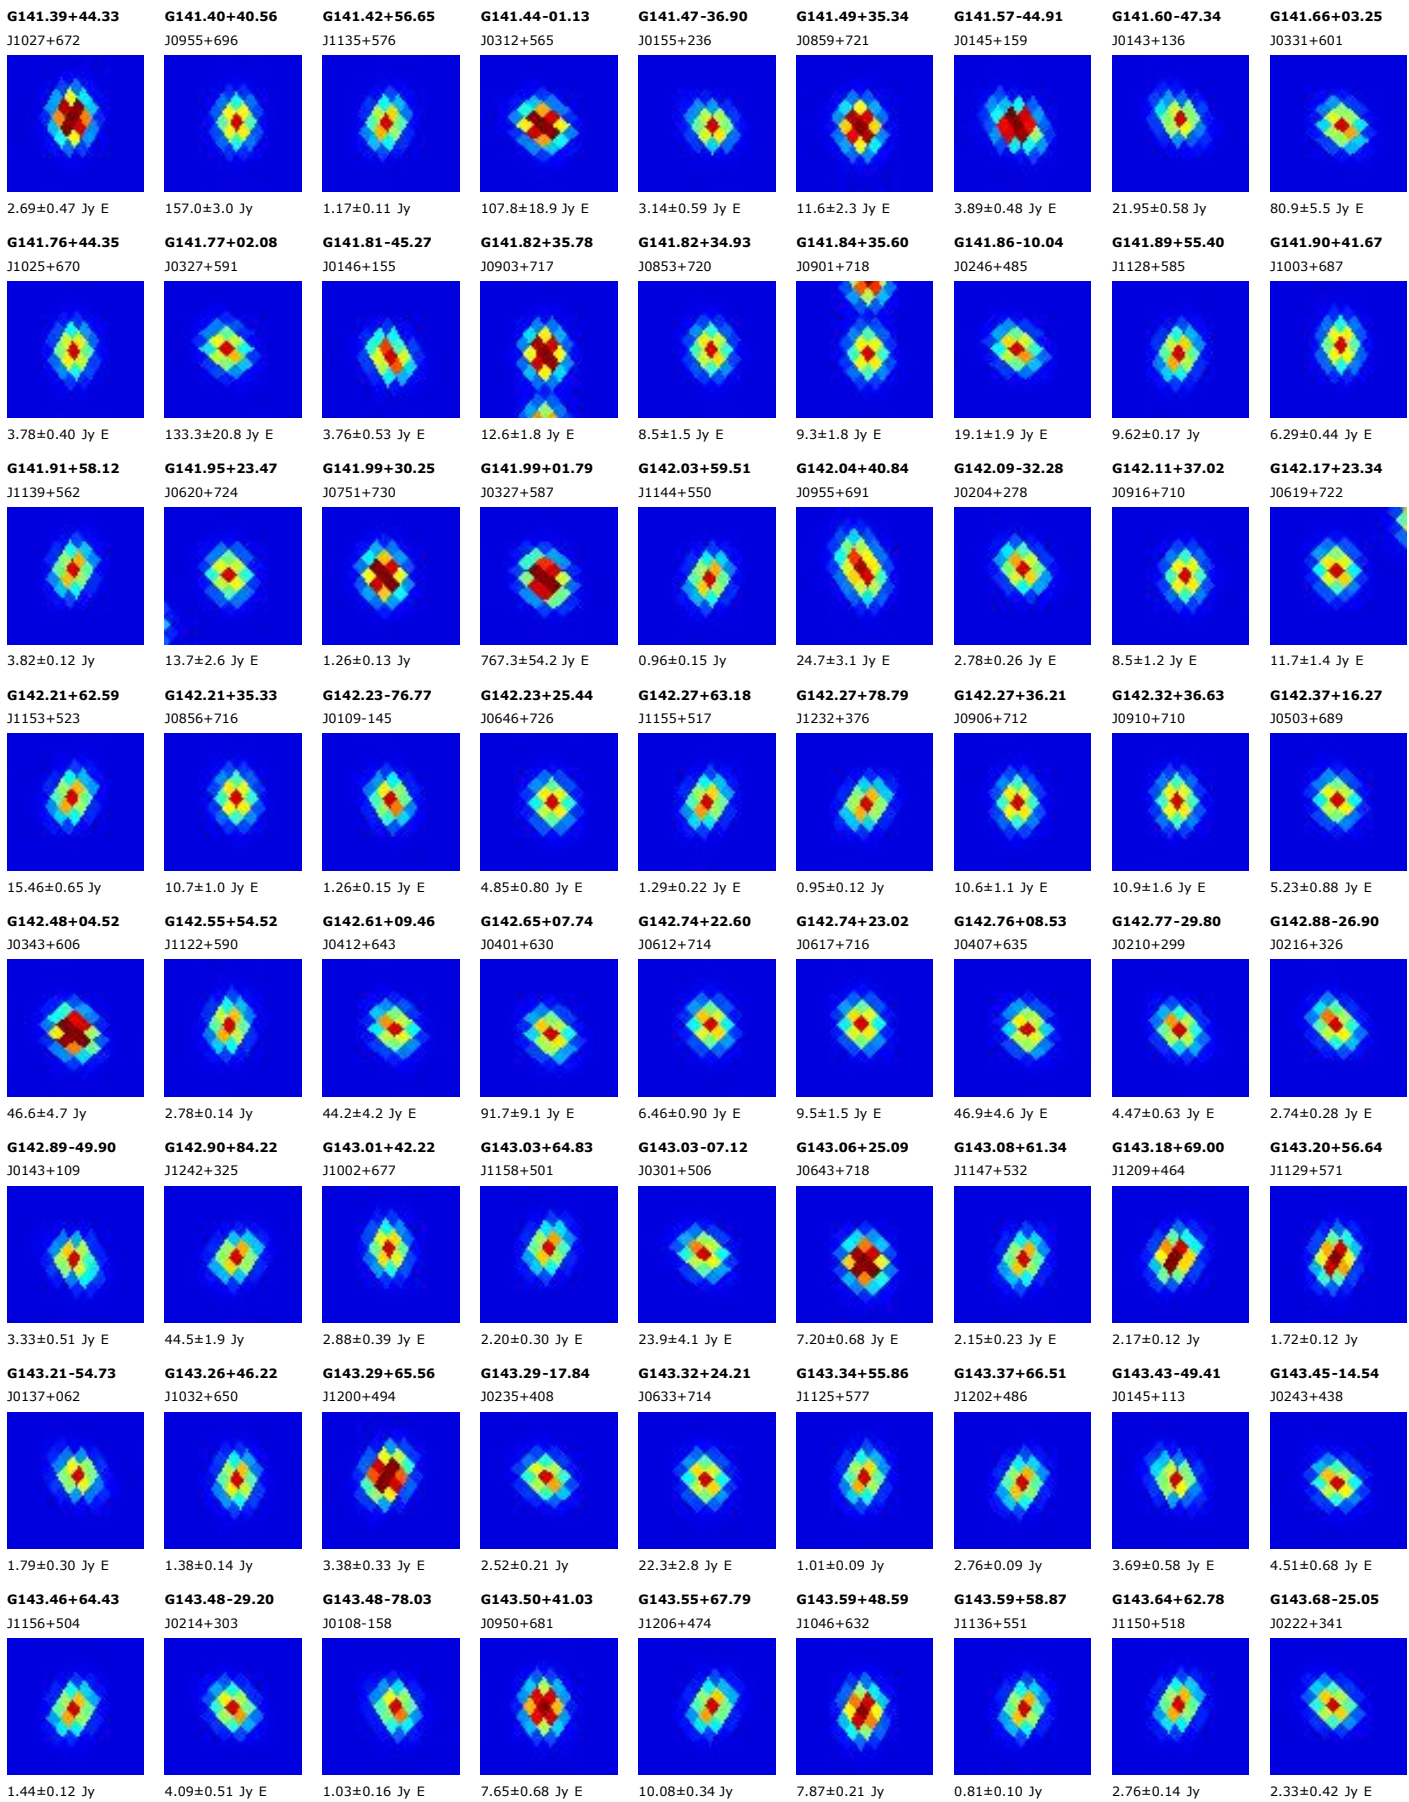 G141.39+44.33 G141.40+40.56 G141.42+56.65 G141.44-01.13 G141.47-36.90 G141.49+35.34 G141.57-44.91 G141.60-47.34 G141.66+03.25
J1027+672 J0955+696 J1135+576 J0312+565 J0155+236 J0859+721 J0145+159 J0143+136 J0331+601
2.69±0.47 Jy E 157.0±3.0 Jy 1.17±0.11 Jy 107.8±18.9 Jy E 3.14±0.59 Jy E 11.6±2.3 Jy E 3.89±0.48 Jy E 21.95±0.58 Jy 80.9±5.5 Jy E
G141.76+44.35 G141.77+02.08 G141.81-45.27 G141.82+35.78 G141.82+34.93 G141.84+35.60 G141.86-10.04 G141.89+55.40 G141.90+41.67
J1025+670 J0327+591 J0146+155 J0903+717 J0853+720 J0901+718 J0246+485 J1128+585 J1003+687
3.78±0.40 Jy E 133.3±20.8 Jy E 3.76±0.53 Jy E 12.6±1.8 Jy E 8.5±1.5 Jy E 9.3±1.8 Jy E 19.1±1.9 Jy E 9.62±0.17 Jy 6.29±0.44 Jy E
G141.91+58.12 G141.95+23.47 G141.99+30.25 G141.99+01.79 G142.03+59.51 G142.04+40.84 G142.09-32.28 G142.11+37.02 G142.17+23.34
J1139+562 J0620+724 J0751+730 J0327+587 J1144+550 J0955+691 J0204+278 J0916+710 J0619+722
3.82±0.12 Jy 13.7±2.6 Jy E 1.26±0.13 Jy 767.3±54.2 Jy E 0.96±0.15 Jy 24.7±3.1 Jy E 2.78±0.26 Jy E 8.5±1.2 Jy E 11.7±1.4 Jy E
G142.21+62.59 G142.21+35.33 G142.23-76.77 G142.23+25.44 G142.27+63.18 G142.27+78.79 G142.27+36.21 G142.32+36.63 G142.37+16.27
J1153+523 J0856+716 J0109-145 J0646+726 J1155+517 J1232+376 J0906+712 J0910+710 J0503+689
15.46±0.65 Jy 10.7±1.0 Jy E 1.26±0.15 Jy E 4.85±0.80 Jy E 1.29±0.22 Jy E 0.95±0.12 Jy 10.6±1.1 Jy E 10.9±1.6 Jy E 5.23±0.88 Jy E
G142.48+04.52 G142.55+54.52 G142.61+09.46 G142.65+07.74 G142.74+22.60 G142.74+23.02 G142.76+08.53 G142.77-29.80 G142.88-26.90
J0343+606 J1122+590 J0412+643 J0401+630 J0612+714 J0617+716 J0407+635 J0210+299 J0216+326
46.6±4.7 Jy 2.78±0.14 Jy 44.2±4.2 Jy E 91.7±9.1 Jy E 6.46±0.90 Jy E 9.5±1.5 Jy E 46.9±4.6 Jy E 4.47±0.63 Jy E 2.74±0.28 Jy E
G142.89-49.90 G142.90+84.22 G143.01+42.22 G143.03+64.83 G143.03-07.12 G143.06+25.09 G143.08+61.34 G143.18+69.00 G143.20+56.64
J0143+109 J1242+325 J1002+677 J1158+501 J0301+506 J0643+718 J1147+532 J1209+464 J1129+571
3.33±0.51 Jy E 44.5±1.9 Jy 2.88±0.39 Jy E 2.20±0.30 Jy E 23.9±4.1 Jy E 7.20±0.68 Jy E 2.15±0.23 Jy E 2.17±0.12 Jy 1.72±0.12 Jy
G143.21-54.73 G143.26+46.22 G143.29+65.56 G143.29-17.84 G143.32+24.21 G143.34+55.86 G143.37+66.51 G143.43-49.41 G143.45-14.54
J0137+062 J1032+650 J1200+494 J0235+408 J0633+714 J1125+577 J1202+486 J0145+113 J0243+438
1.79±0.30 Jy E 1.38±0.14 Jy 3.38±0.33 Jy E 2.52±0.21 Jy 22.3±2.8 Jy E 1.01±0.09 Jy 2.76±0.09 Jy 3.69±0.58 Jy E 4.51±0.68 Jy E
G143.46+64.43 G143.48-29.20 G143.48-78.03 G143.50+41.03 G143.55+67.79 G143.59+48.59 G143.59+58.87 G143.64+62.78 G143.68-25.05
J1156+504 J0214+303 J0108-158 J0950+681 J1206+474 J1046+632 J1136+551 J1150+518 J0222+341
1.44±0.12 Jy 4.09±0.51 Jy E 1.03±0.16 Jy E 7.65±0.68 Jy E 10.08±0.34 Jy 7.87±0.21 Jy 0.81±0.10 Jy 2.76±0.14 Jy 2.33±0.42 Jy E